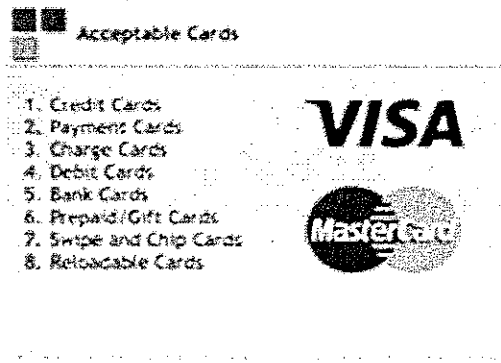 Acceptable Cards
1. Credit Cards
2. Payment Cards
3. Charge Cards
4. Debit Cards
5. Bank Cards
6. Prepaid/Gift Cards
7. Swipe and Chip Cards
8. Reloadable Cards
VISA
MasterCard